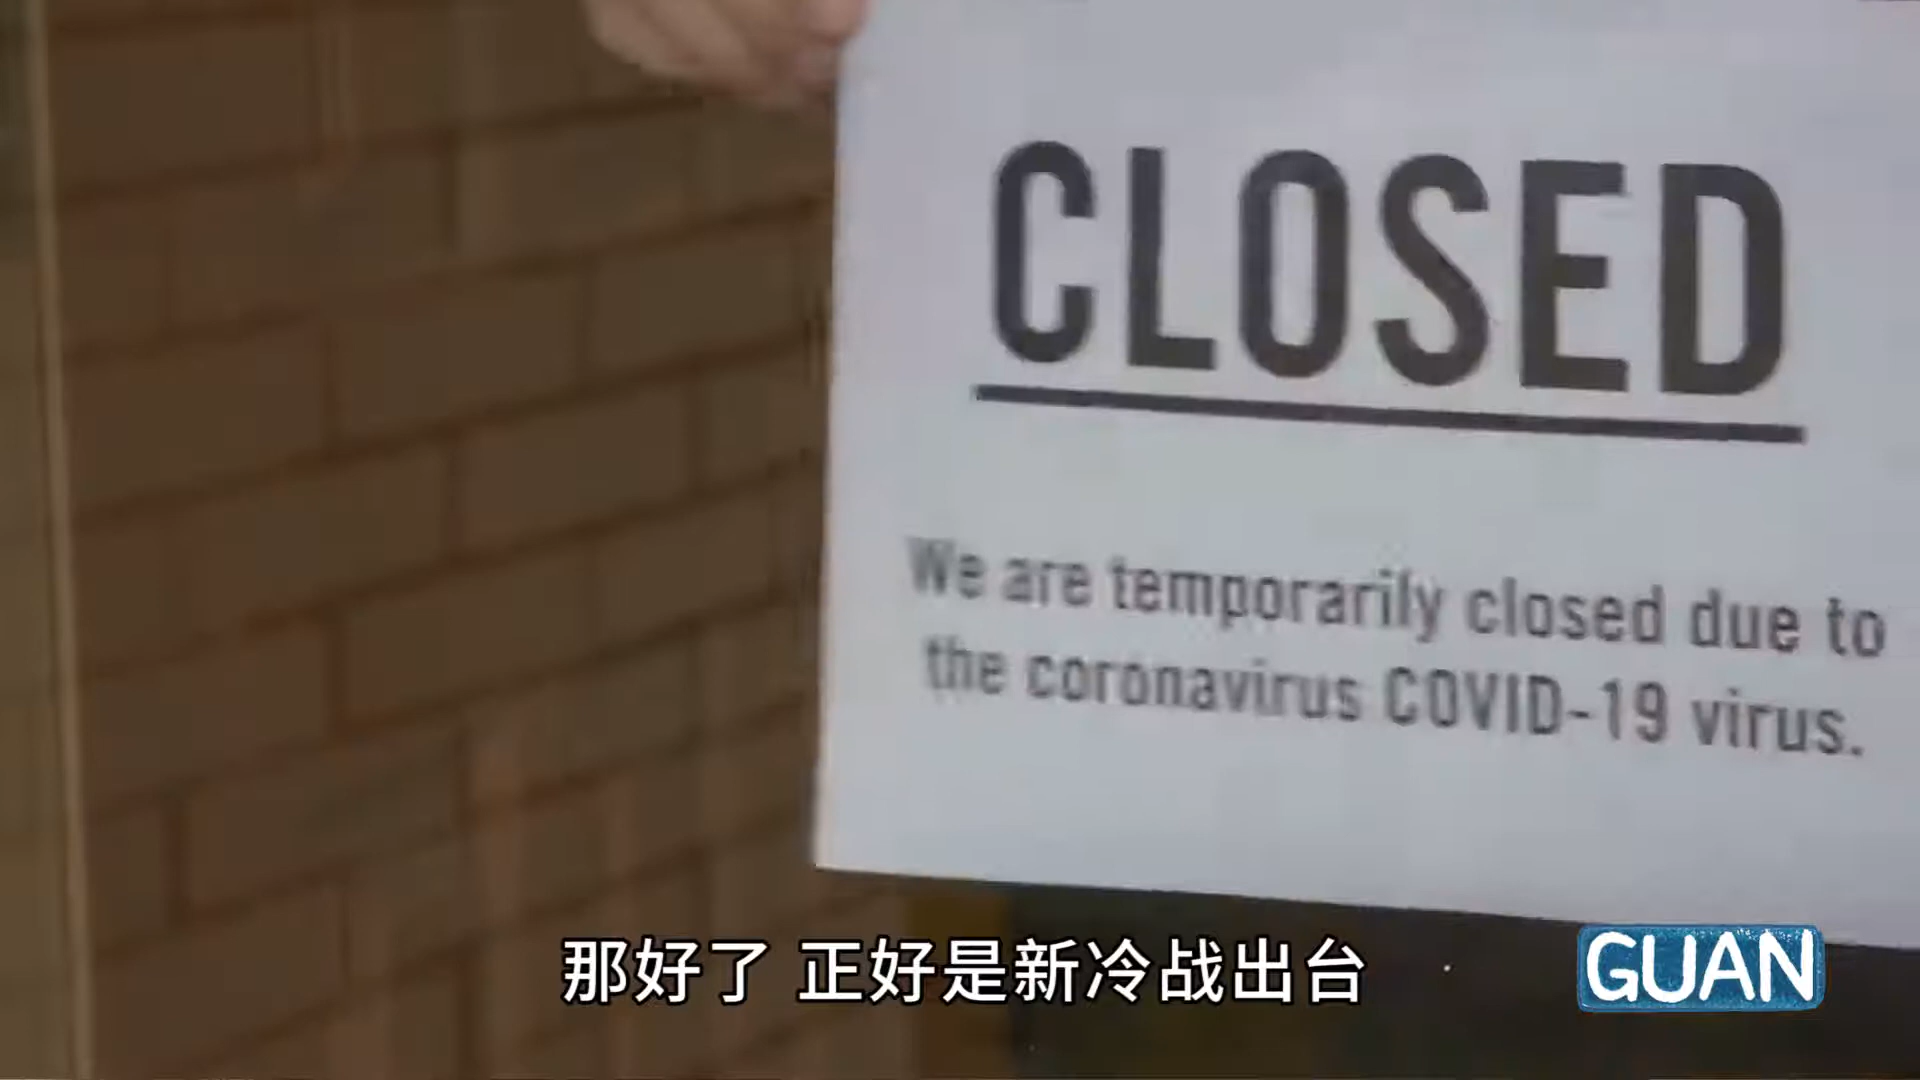 CLOSED
We are temporarily closed due to
the coronavirus COVID-19 virus.
那好了 正好是新冷战出台
GUAN